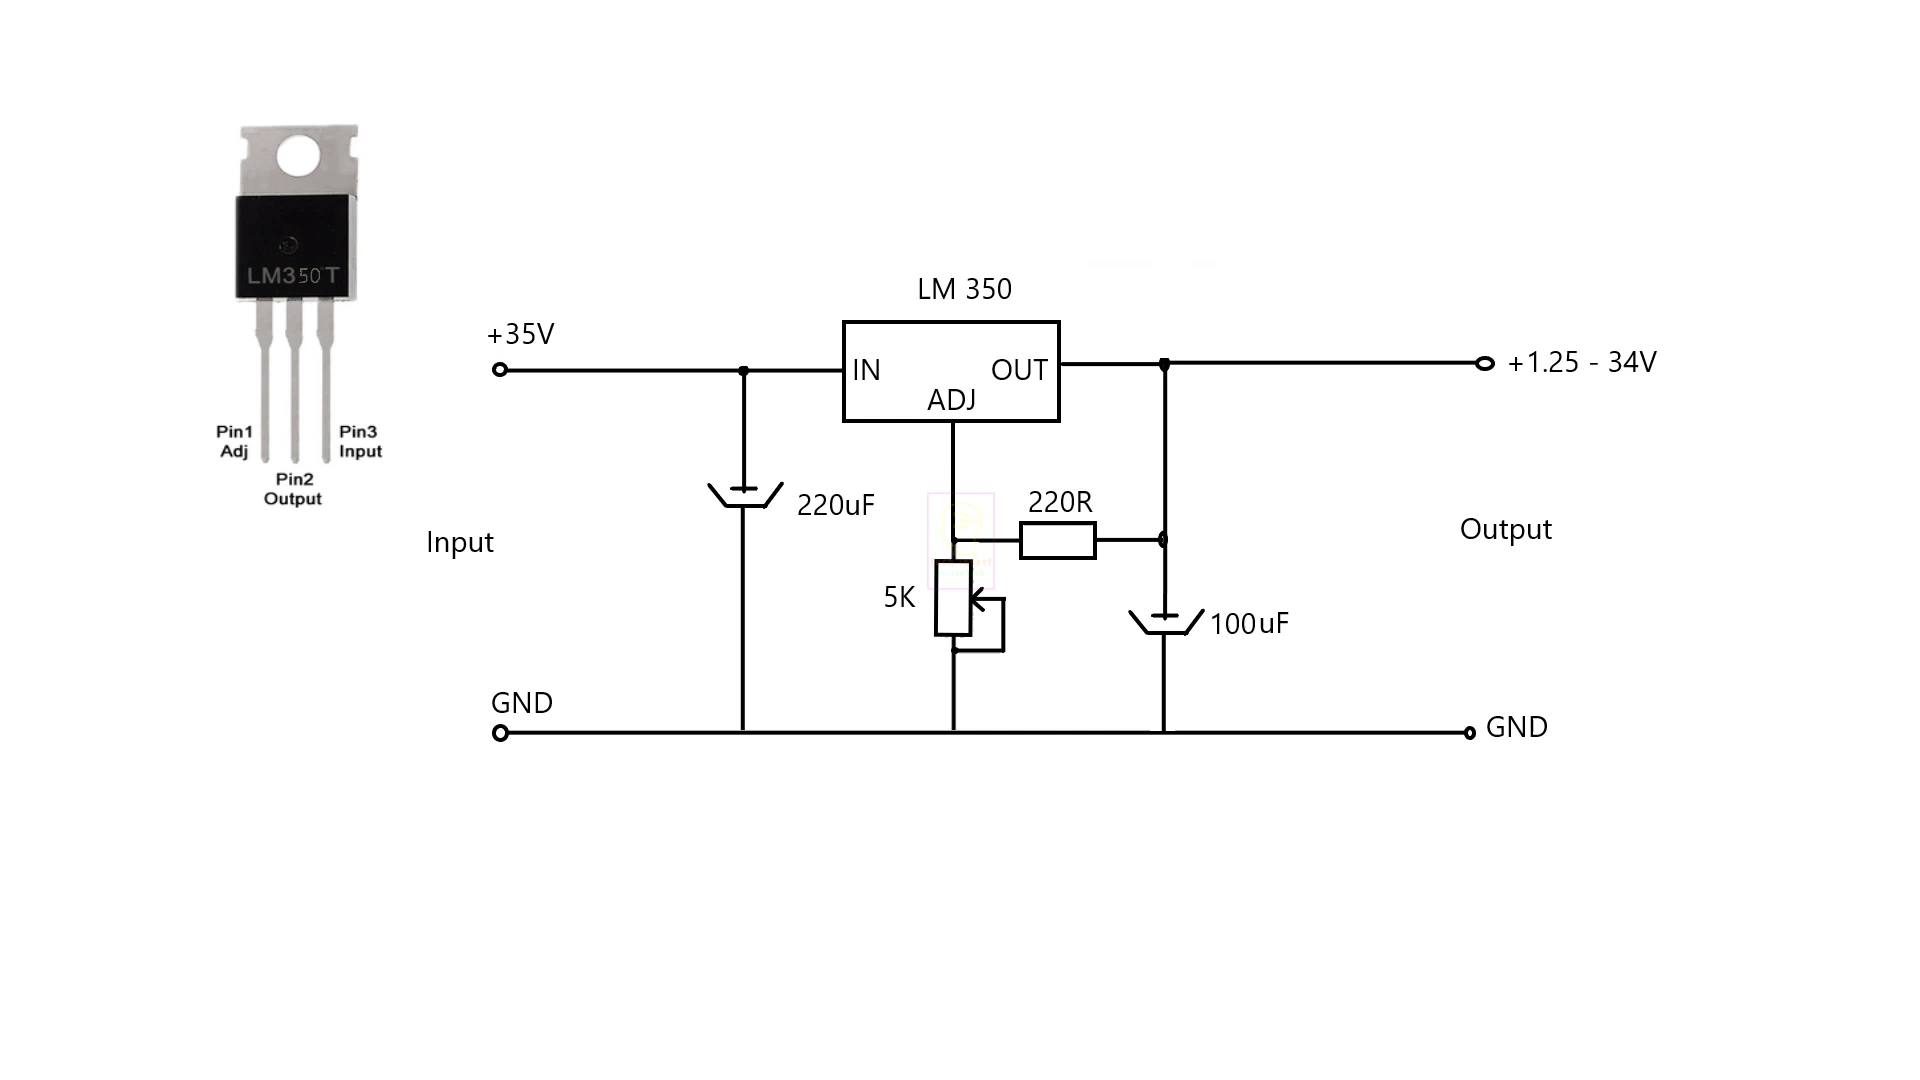 LM350T
Pin1
Adj
Pin2
Output
Pin3
Input
LM 350
+35V
IN
OUT
ADJ
+1.25 - 34V
220uF
220R
5K
100uF
Input
Output
GND
GND